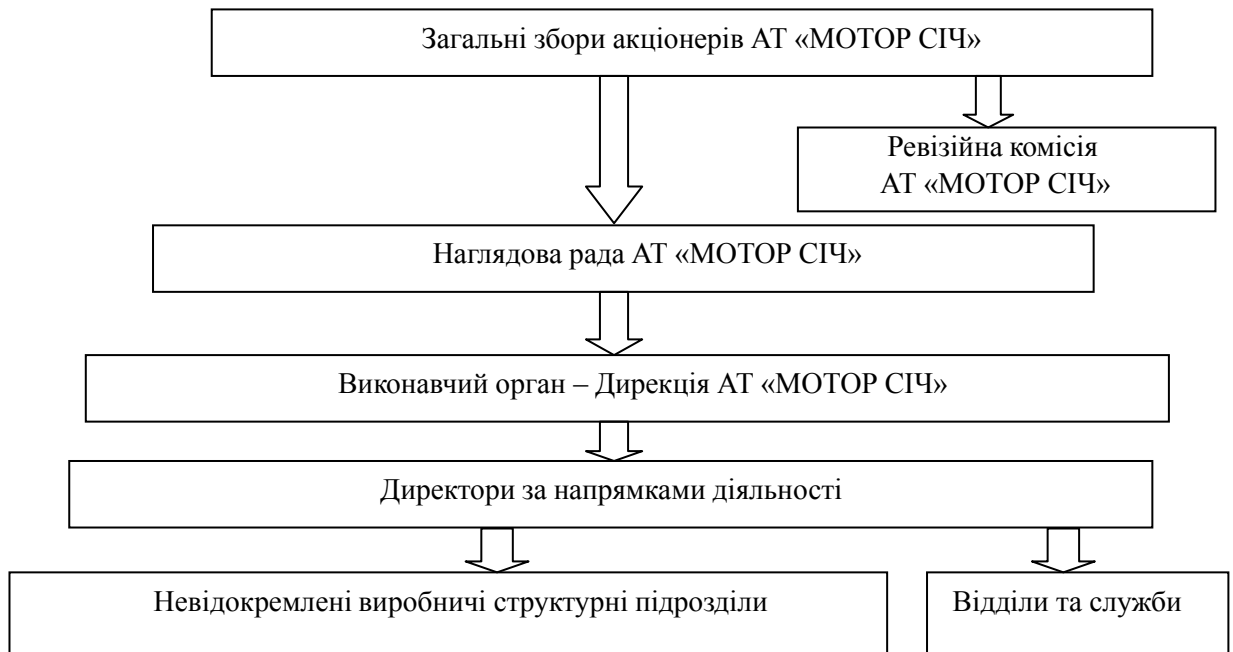 Загальні збори акціонерів АТ «МОТОР СІЧ»
Ревізійна комісія
АТ «МОТОР СІЧ»
Наглядова рада АТ «МОТОР СІЧ»
Виконавчий орган – Дирекція АТ «МОТОР СІЧ»
Директори за напрямками діяльності
Невідокремлені виробничі структурні підрозділи
Відділи та служби